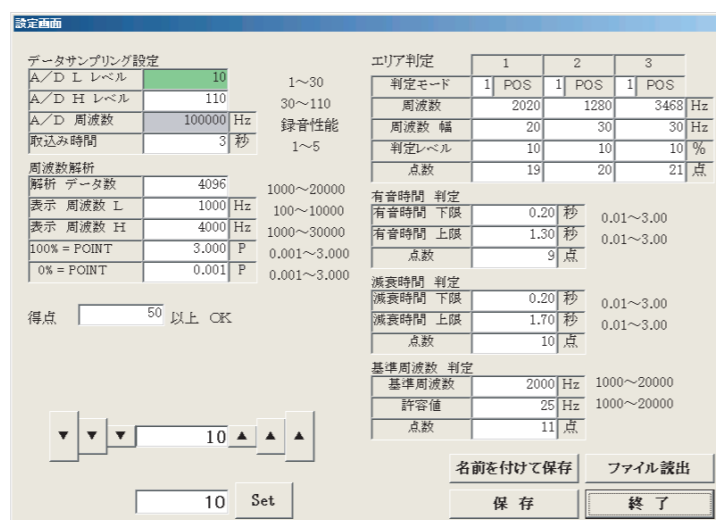 設定画面
データサンプリング設定
A/D L レベル 10 1～30
A/D H レベル 110 30～110
A/D 周波数 100000 Hz 録音性能
取込み時間 3 秒 1～5
周波数解析
解析 データ数 4096 1000～20000
表示 周波数 L 1000 Hz 100～10000
表示 周波数 H 4000 Hz 1000～30000
100% = POINT 3.000 P 0.001～3.000
0% = POINT 0.001 P 0.001～3.000
得点 50 以上 OK
▼ ▼ ▼ 10 ▲ ▲ ▲
10 Set
エリア判定 1 2 3
判定モード 1 POS 1 POS 1 POS
周波数 2020 1280 3468 Hz
周波数 幅 20 30 30 Hz
判定レベル 10 10 10 %
点数 19 20 21 点
有音時間 判定
有音時間 下限 0.20 秒 0.01～3.00
有音時間 上限 1.30 秒 0.01～3.00
点数 9 点
減衰時間 判定
減衰時間 下限 0.20 秒 0.01～3.00
減衰時間 上限 1.70 秒 0.01～3.00
点数 10 点
基準周波数 判定
基準周波数 2000 Hz 1000～20000
許容値 25 Hz 1000～20000
点数 11 点
名前を付けて保存 ファイル読出
保 存 終 了